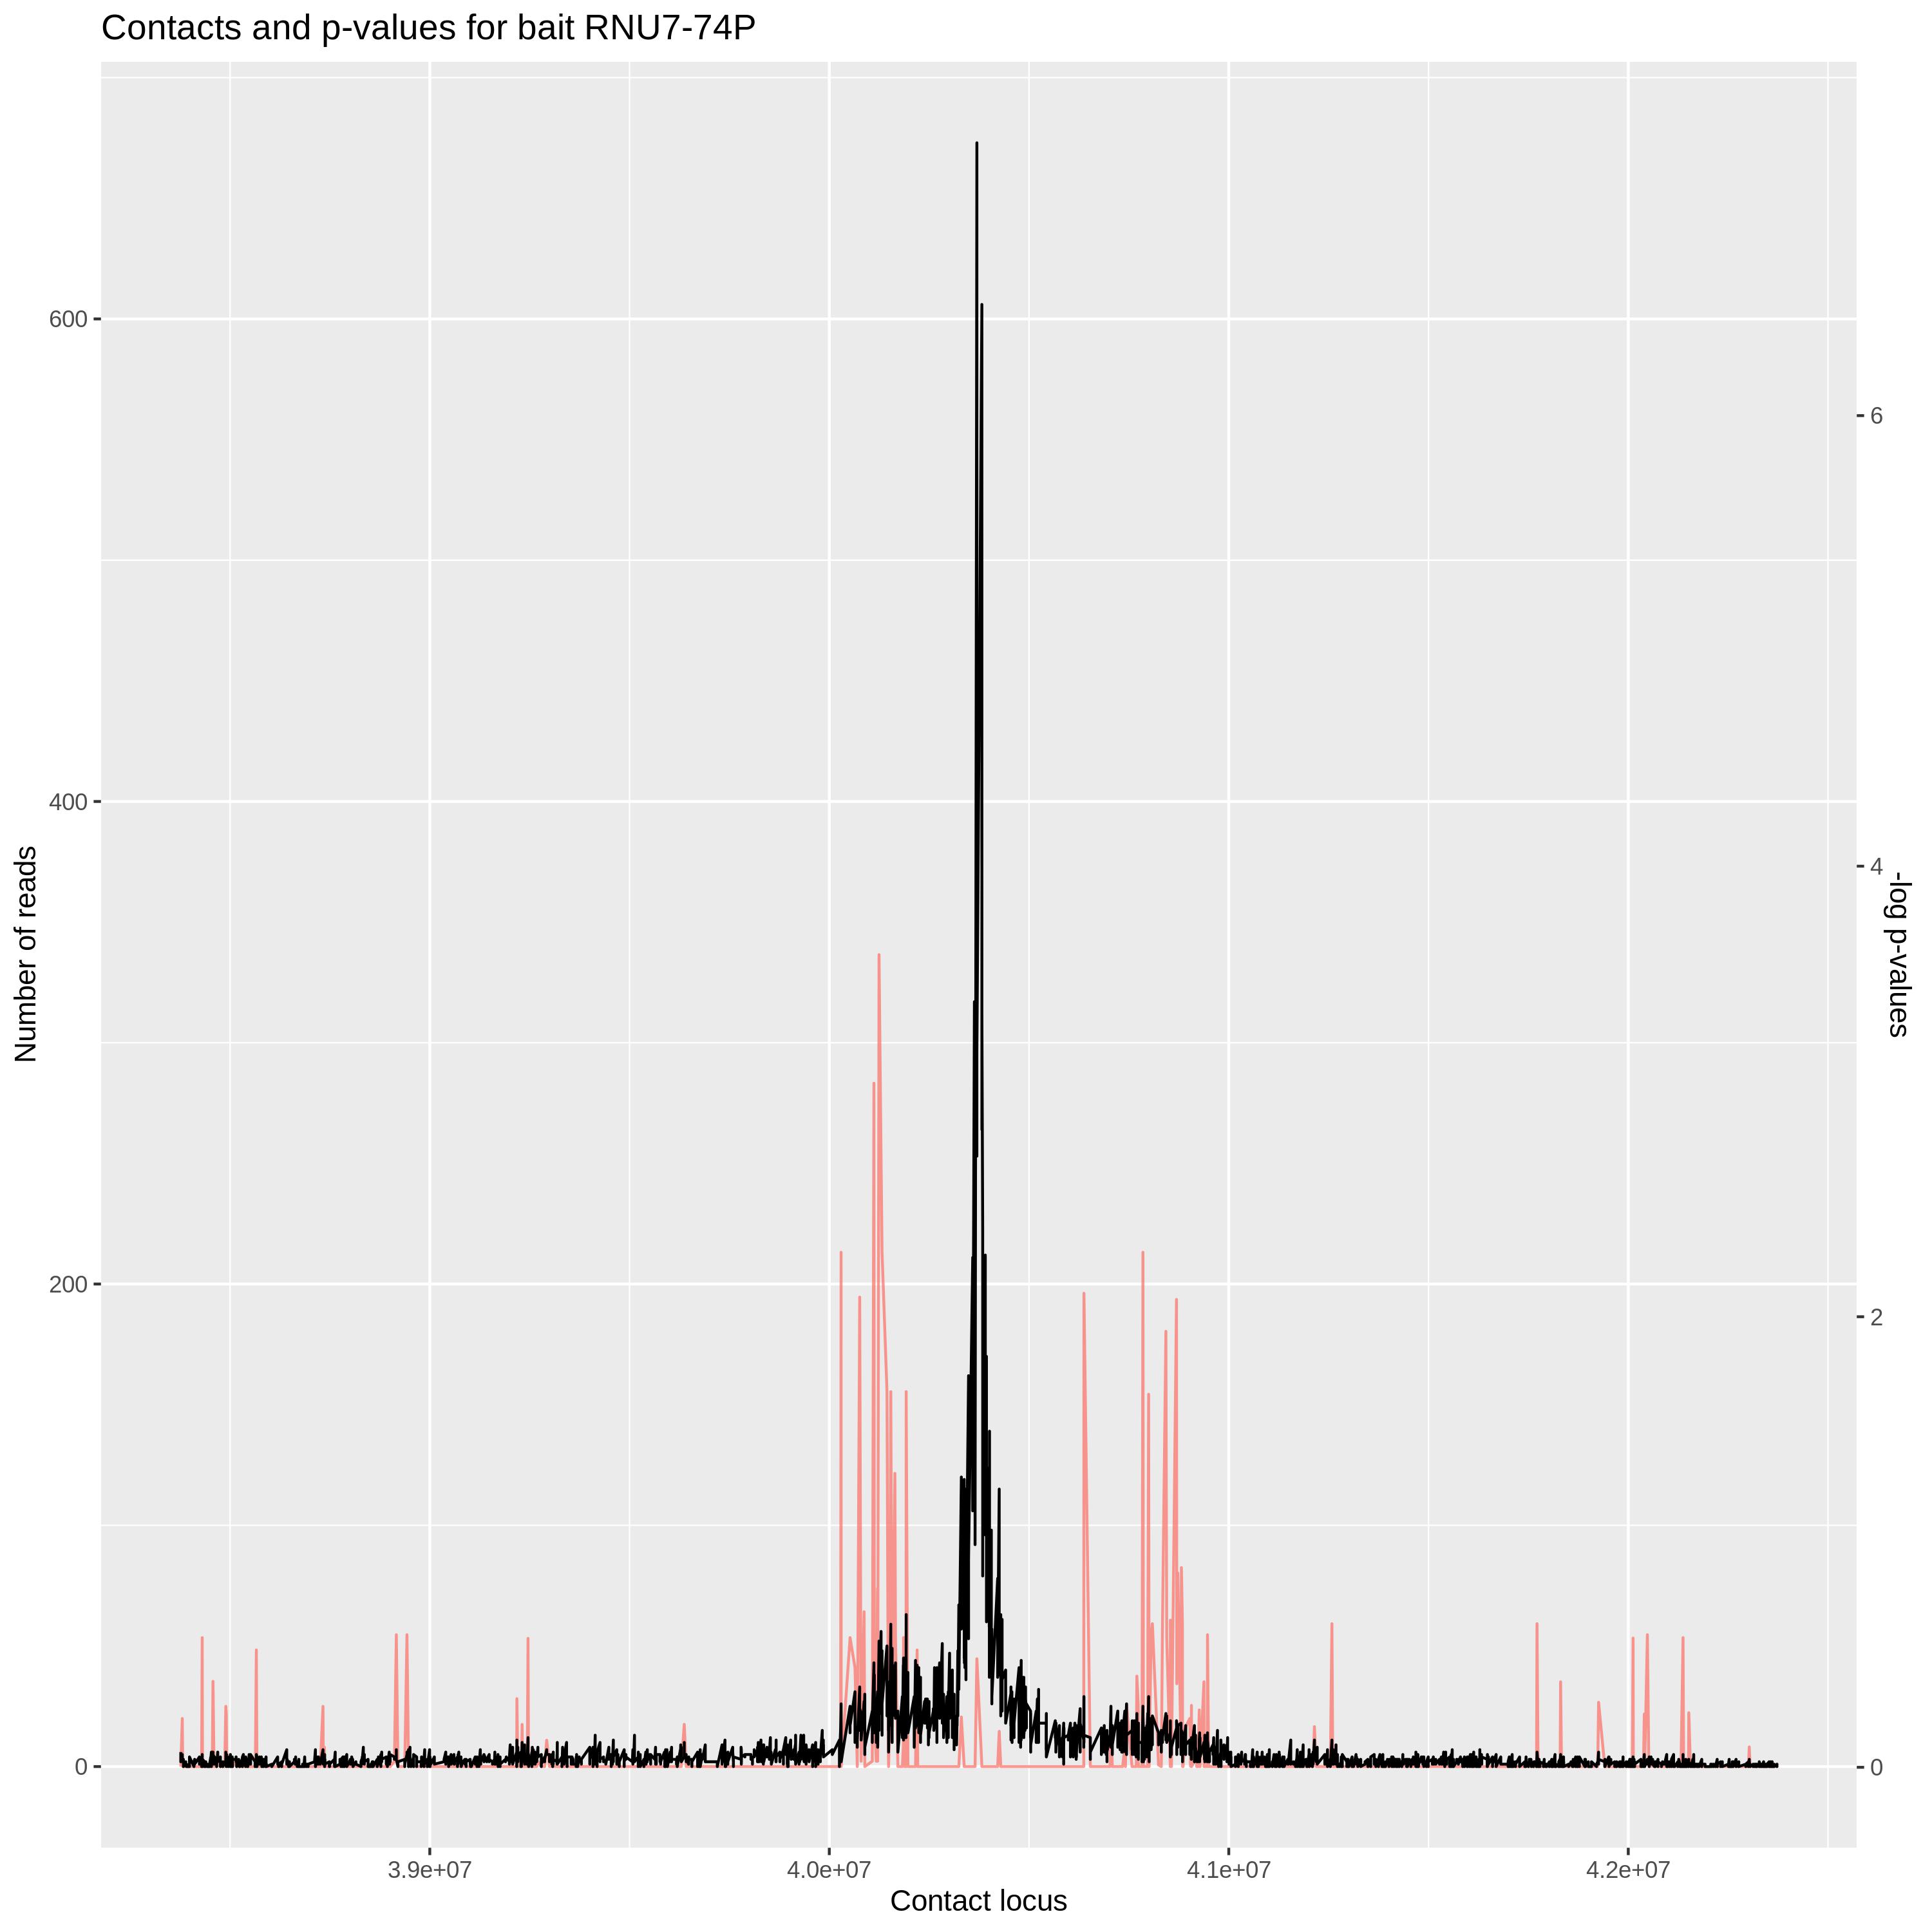 Contacts and p-values for bait RNU7-74P
600
400
200
0
Number of reads
6
4
2
0
-log p-values
3.9e+07
4.0e+07
4.1e+07
4.2e+07
Contact locus